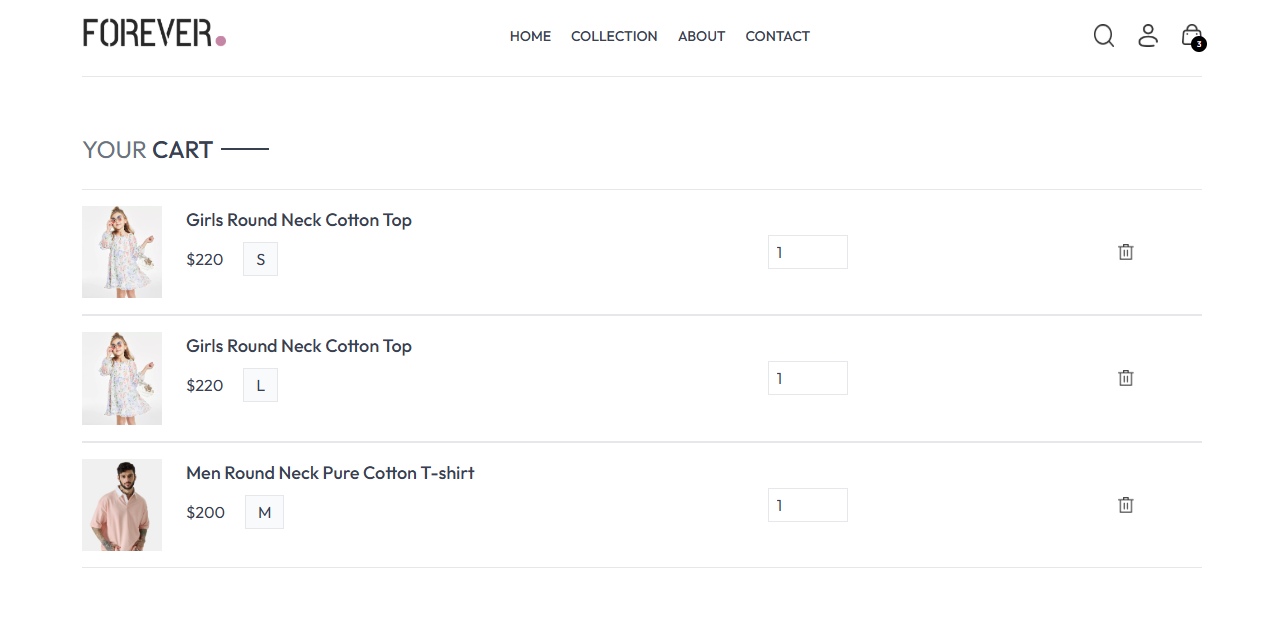 FOREVER.
HOME COLLECTION ABOUT CONTACT
3
YOUR CART
Girls Round Neck Cotton Top
$220 S
1
Girls Round Neck Cotton Top
$220 L
1
Men Round Neck Pure Cotton T-shirt
$200 M
1